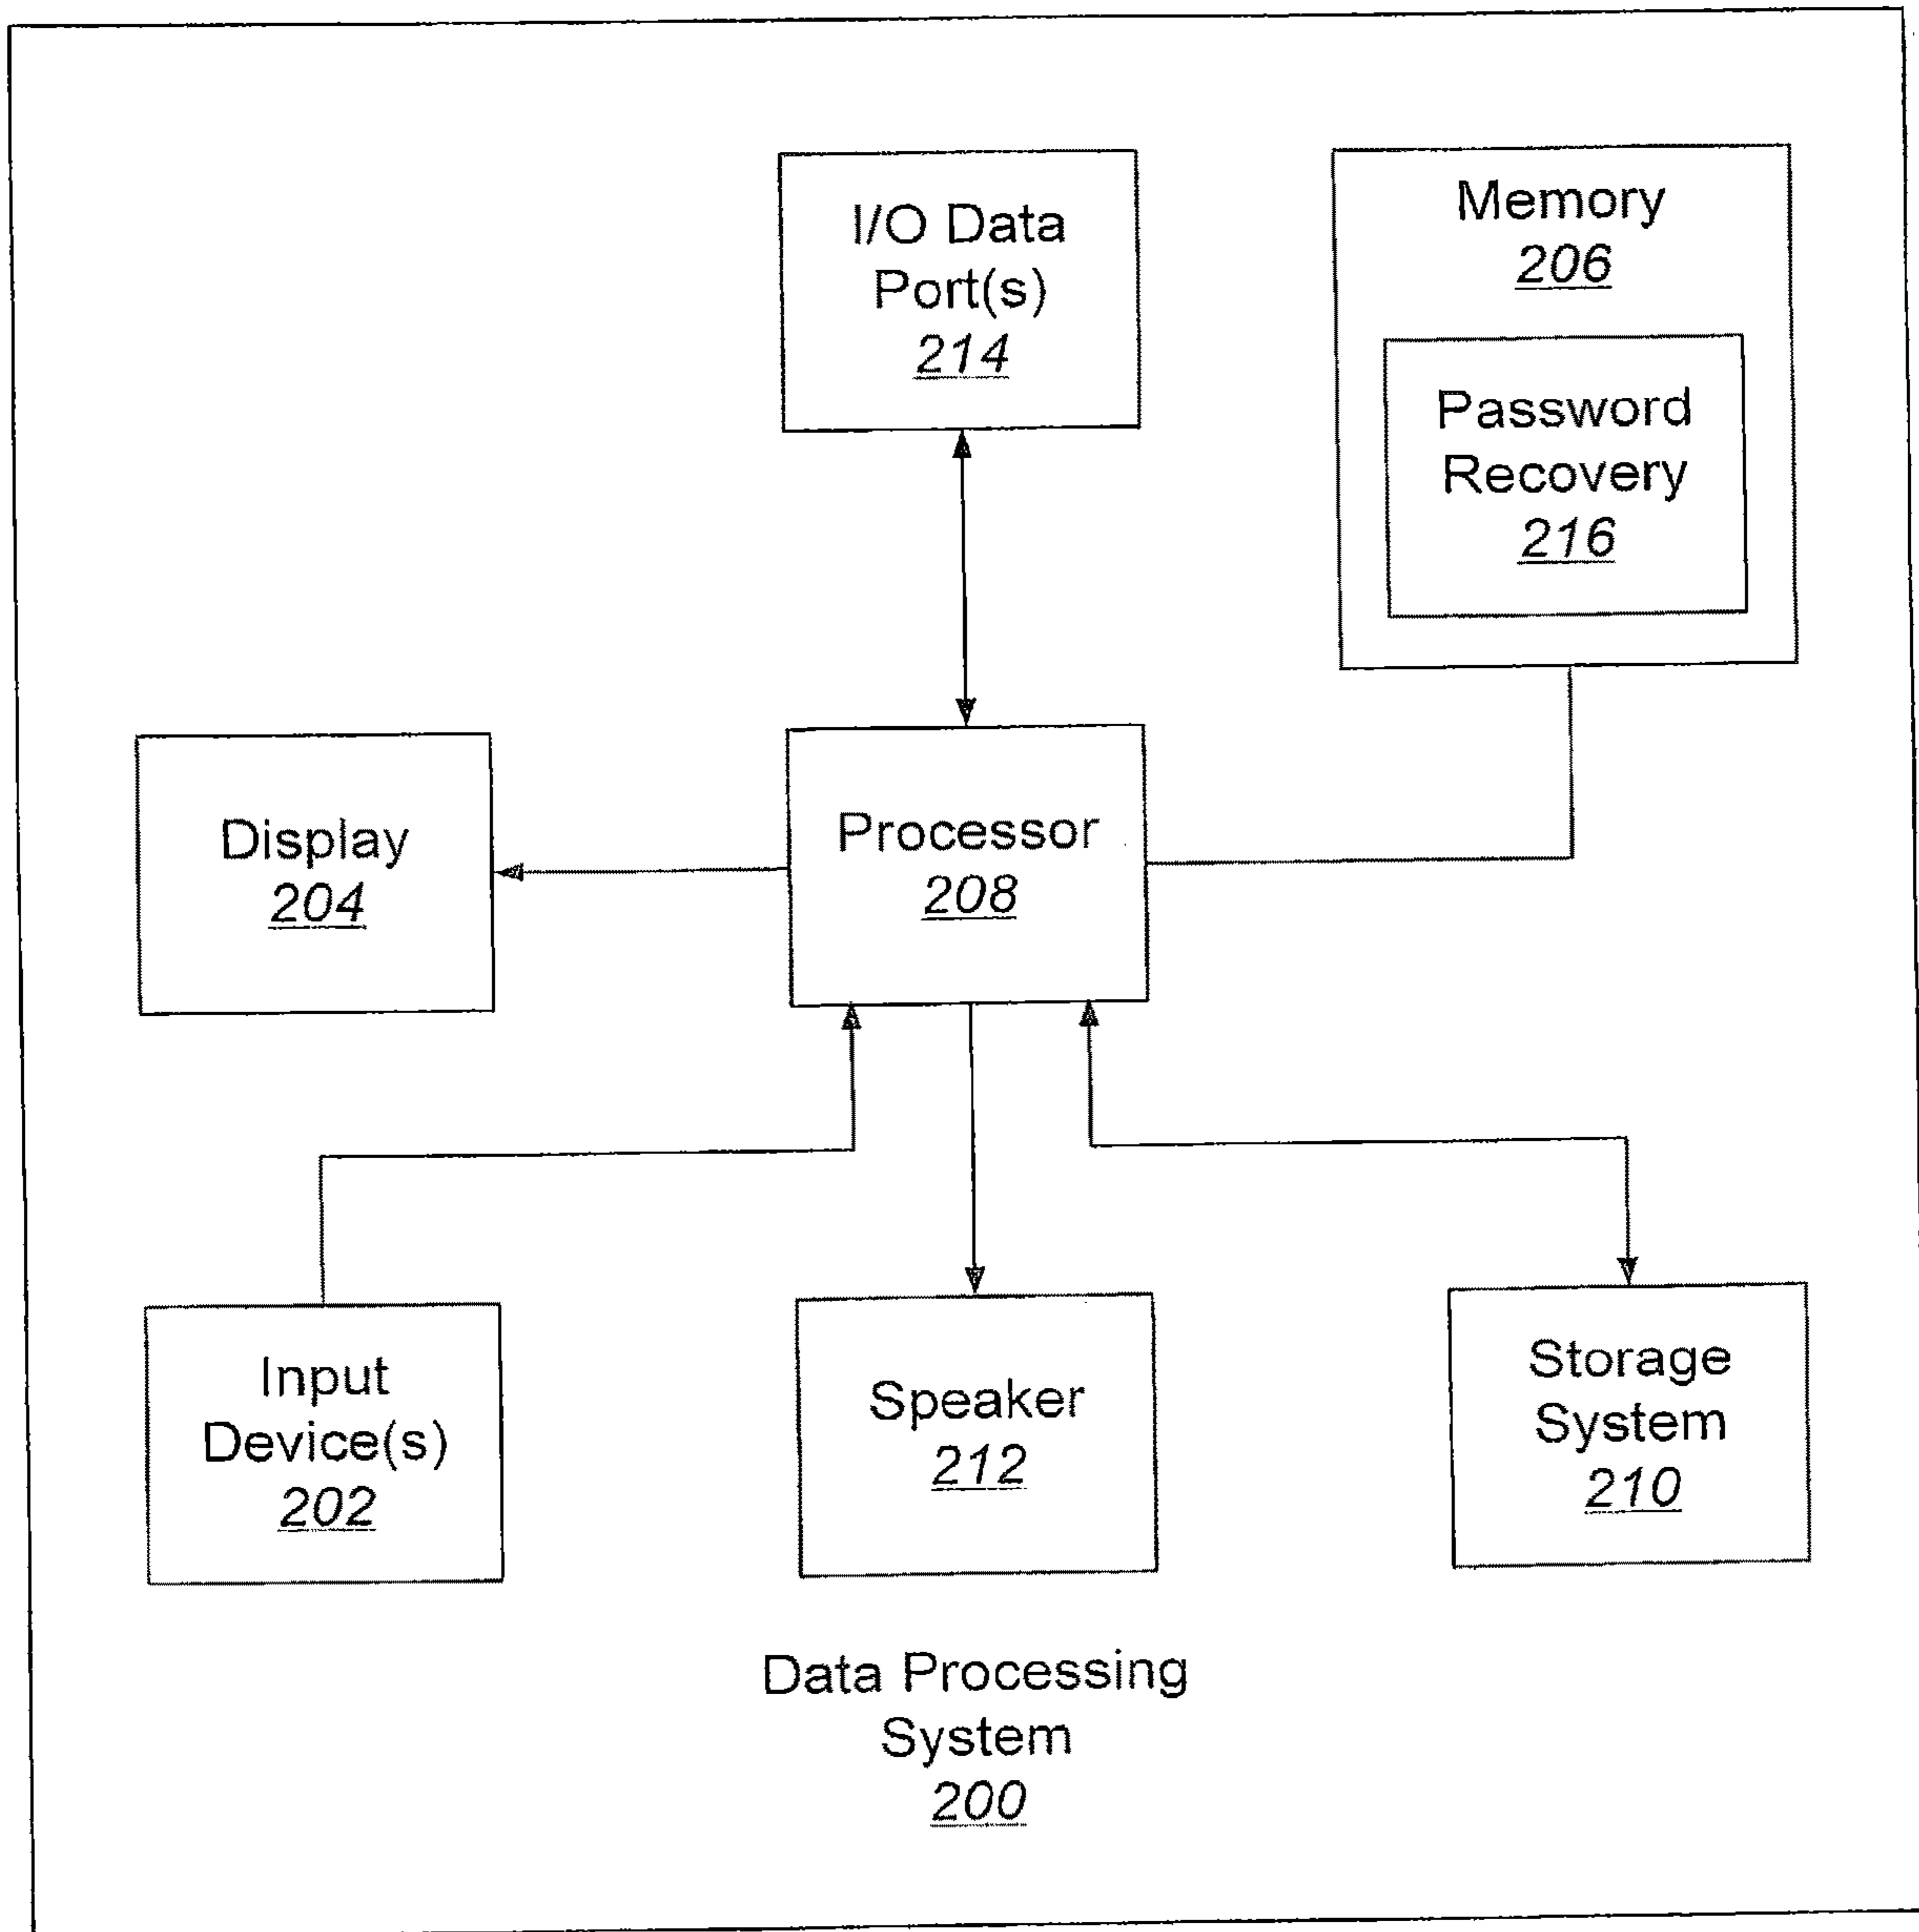 I/O Data
Port(s)
214
Memory
206
Password
Recovery
216
Display
204
Processor
208
Input
Device(s)
202
Speaker
212
Storage
System
210
Data Processing
System
200